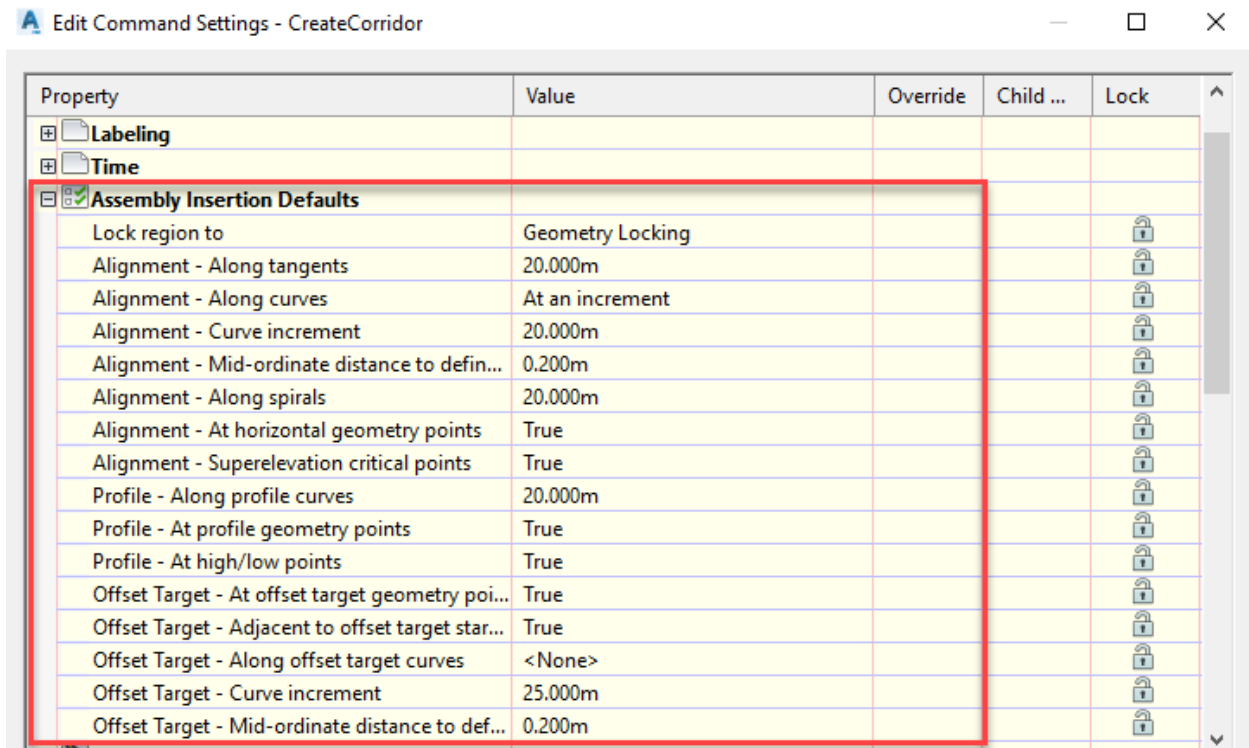 Edit Command Settings - CreateCorridor
Property Value Override Child ... Lock
Labeling
Time
Assembly Insertion Defaults
Lock region to Geometry Locking
Alignment - Along tangents 20.000m
Alignment - Along curves At an increment
Alignment - Curve increment 20.000m
Alignment - Mid-ordinate distance to defin... 0.200m
Alignment - Along spirals 20.000m
Alignment - At horizontal geometry points True
Alignment - Superelevation critical points True
Profile - Along profile curves 20.000m
Profile - At profile geometry points True
Profile - At high/low points True
Offset Target - At offset target geometry poi... True
Offset Target - Adjacent to offset target star... True
Offset Target - Along offset target curves <None>
Offset Target - Curve increment 25.000m
Offset Target - Mid-ordinate distance to def... 0.200m